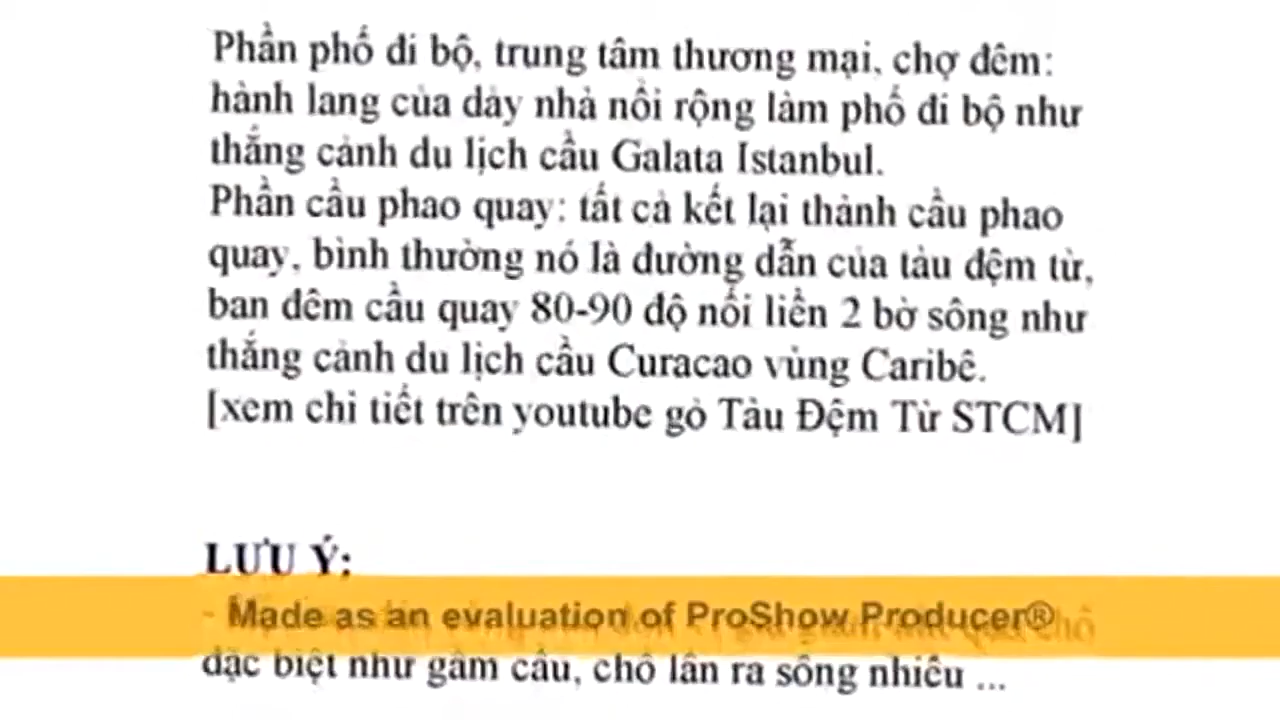 Phần phố đi bộ, trung tâm thương mại, chợ đêm:
hành lang của dảy nhà nổi rộng làm phố đi bộ như
thắng cảnh du lịch cầu Galata Istanbul.
Phần cầu phao quay: tất cả kết lại thành cầu phao
quay, bình thường nó là đường dẫn của tàu đệm từ,
ban đêm cầu quay 80-90 độ nối liền 2 bờ sông như
thắng cảnh du lịch cầu Curacao vùng Caribê.
[xem chi tiết trên youtube gỏ Tàu Đệm Từ STCM]
LƯU Ý:
- Made as an evaluation of ProShow Producer®
đặc biệt như gầm cầu, chổ lấn ra sông nhiều ...